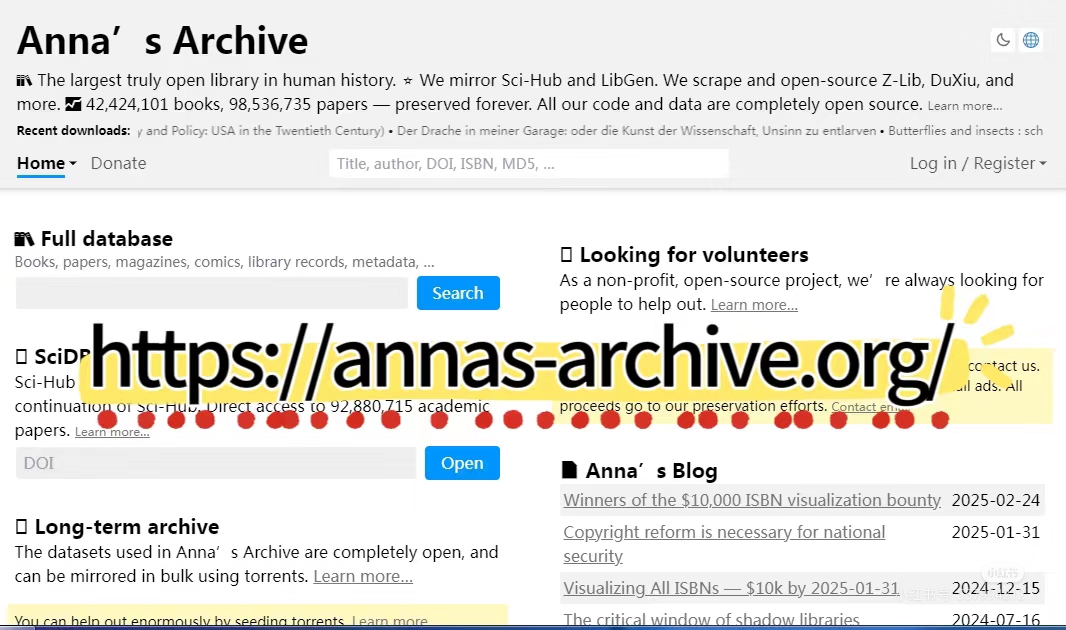 Anna’s Archive
The largest truly open library in human history. ⭐ We mirror Sci-Hub and LibGen. We scrape and open-source Z-Lib, DuXiu, and
more. 📈 42,424,101 books, 98,536,735 papers — preserved forever. All our code and data are completely open source. Learn more…
Recent downloads: y and Policy: USA in the Twentieth Century) • Der Drache in meiner Garage: oder die Kunst der Wissenschaft, Unsinn zu entlarven • Butterflies and insects : sch
Home Donate Title, author, DOI, ISBN, MD5, … Log in / Register
Full database
Books, papers, magazines, comics, library records, metadata, …
Search
SciDB
Sci-Hub
continuation of Sci-Hub. Direct access to 92,880,715 academic
papers. Learn more…
DOI Open
Long-term archive
The datasets used in Anna’s Archive are completely open, and
can be mirrored in bulk using torrents. Learn more…
You can help out enormously by seeding torrents. Learn more
https://annas-archive.org/
Looking for volunteers
As a non-profit, open-source project, we’re always looking for
people to help out. Learn more…
contact us.
ads. All
proceeds go to our preservation efforts. Contact
Anna’s Blog
Winners of the $10,000 ISBN visualization bounty 2025-02-24
Copyright reform is necessary for national 2025-01-31
security
Visualizing All ISBNs — $10k by 2025-01-31 2024-12-15
The critical window of shadow libraries 2024-07-16
小红书